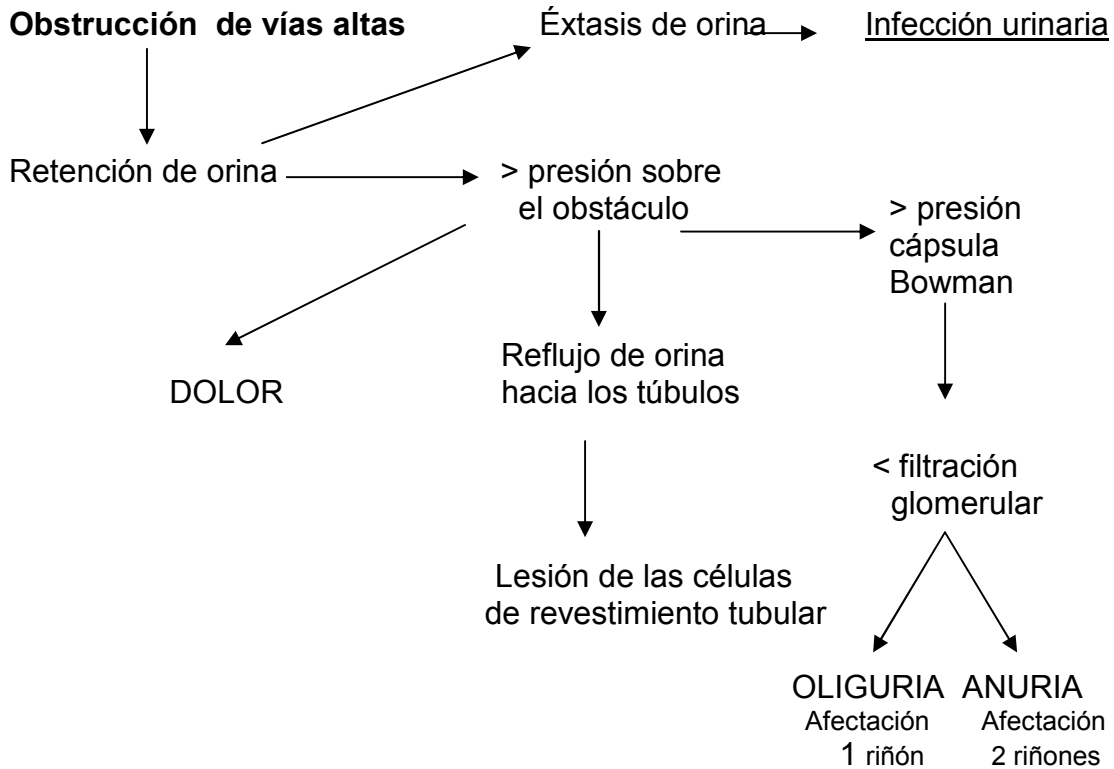 Obstrucción de vías altas
Éxtasis de orina
Infección urinaria
Retención de orina
> presión sobre
el obstáculo
> presión
cápsula
Bowman
DOLOR
Reflujo de orina
hacia los túbulos
< filtración
glomerular
Lesión de las células
de revestimiento tubular
OLIGURIA
Afectación
1 riñón
ANURIA
Afectación
2 riñones